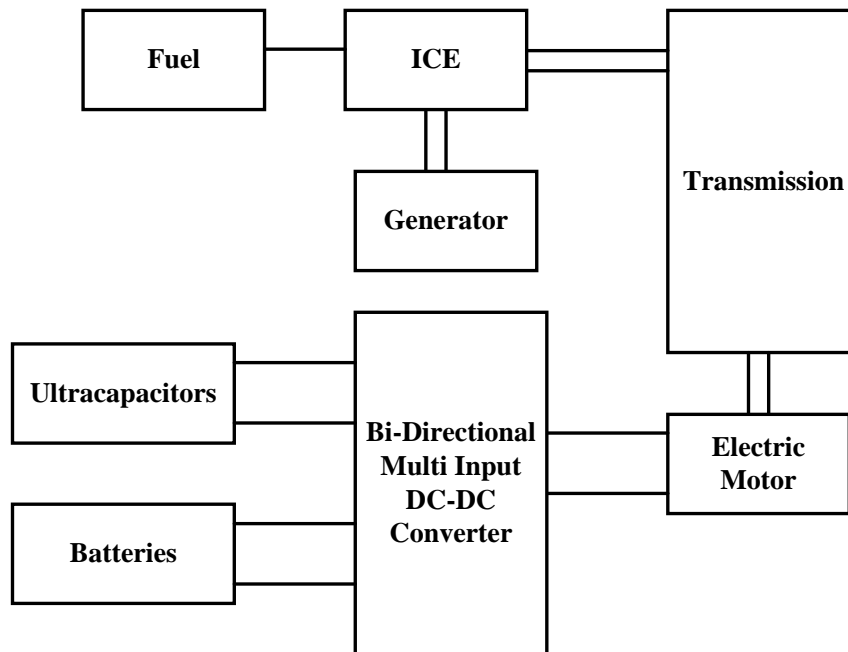 Fuel
ICE
Transmission
Generator
Ultracapacitors
Bi-Directional
Multi Input
DC-DC
Converter
Electric
Motor
Batteries